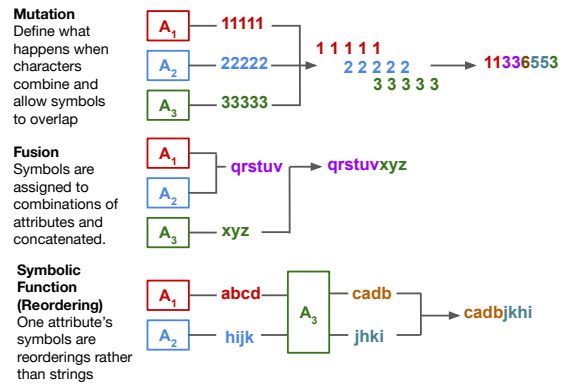 Mutation
Define what
happens when
characters
combine and
allow symbols
to overlap
A1
11111
A2
22222
A3
33333
1 1 1 1 1
2 2 2 2 2
3 3 3 3 3
11336553
Fusion
Symbols are
assigned to
combinations of
attributes and
concatenated.
A1
A2
qrstuv
A3
xyz
qrstuvxyz
Symbolic
Function
(Reordering)
One attribute's
symbols are
reorderings rather
than strings
A1
abcd
A2
hijk
A3
cadb
jhki
cadbjkhi